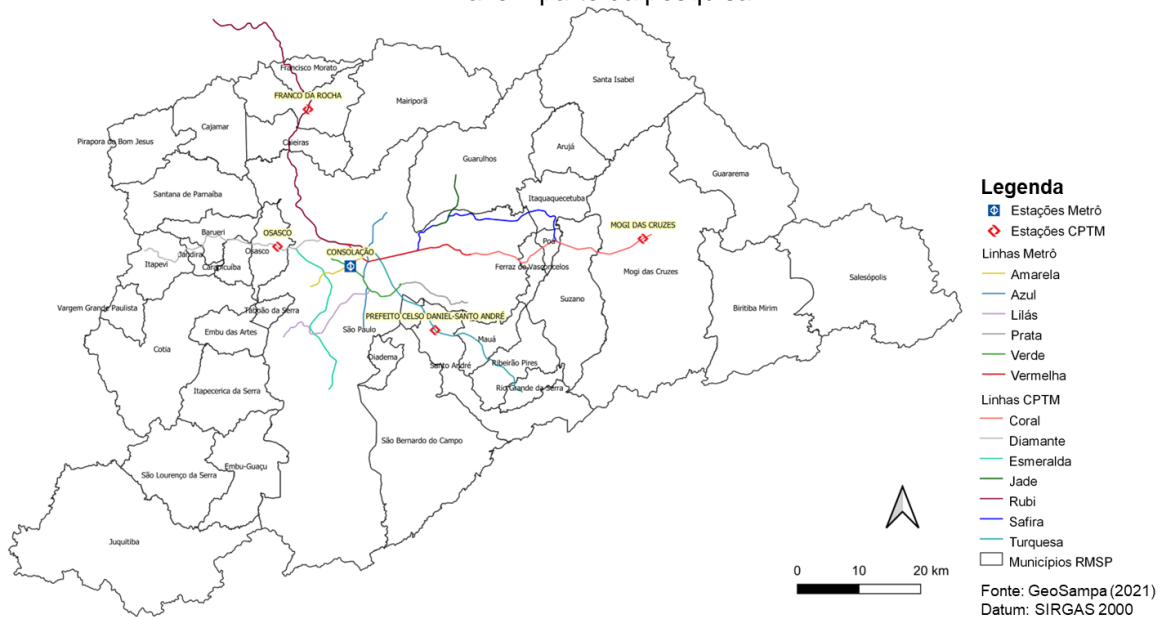 Francisco Morato
FRANCO DA ROCHA
Santa Isabel
Mairiporã
Cajamar
Pirapora do Bom Jesus
Caieiras
Guarulhos
Arujá
Guararema
Santana de Parnaíba
Itaquaquecetuba
Barueri
OSASCO
MOGI DAS CRUZES
Jandira
Osasco
CONSOLAÇÃO
Poá
Itapevi
Carapicuíba
Ferraz de Vasconcelos
Mogi das Cruzes
Salesópolis
Suzano
Vargem Grande Paulista
Taboão da Serra
Biritiba Mirim
PREFEITO CELSO DANIEL-SANTO ANDRÉ
Embu das Artes
São Paulo
Mauá
Cotia
Diadema
Santo André
Ribeirão Pires
Itapecerica da Serra
Rio Grande da Serra
São Bernardo do Campo
Embu-Guaçu
São Lourenço da Serra
Juquitiba
Legenda
Estações Metrô
Estações CPTM
Linhas Metrô
Amarela
Azul
Lilás
Prata
Verde
Vermelha
Linhas CPTM
Coral
Diamante
Esmeralda
Jade
Rubi
Safira
Turquesa
Municípios RMSP
0 10 20 km
Fonte: GeoSampa (2021)
Datum: SIRGAS 2000